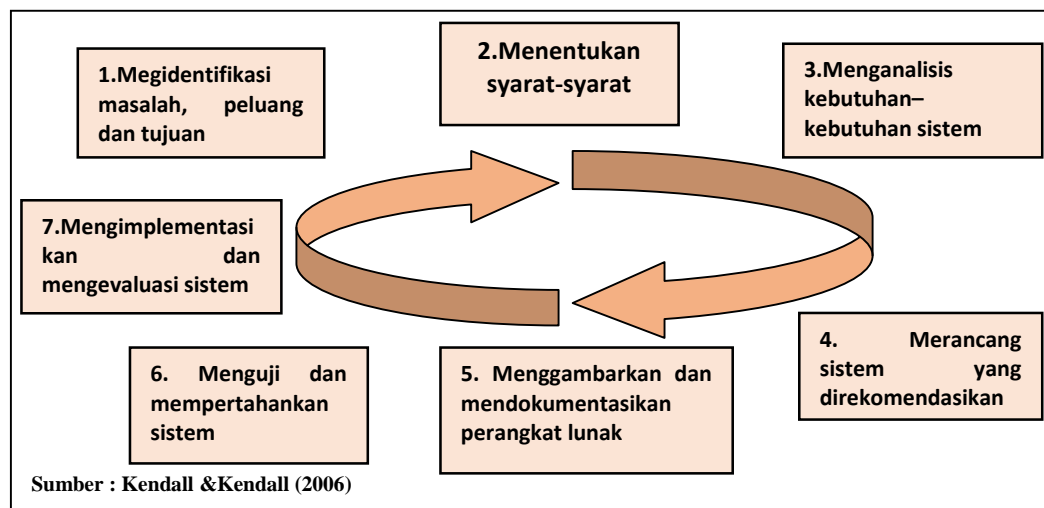 1.Megidentifikasi
masalah, peluang
dan tujuan
2.Menentukan
syarat-syarat
3.Menganalisis
kebutuhan–
kebutuhan sistem
4. Merancang
sistem yang
direkomendasikan
5. Menggambarkan dan
mendokumentasikan
perangkat lunak
6. Menguji dan
mempertahankan
sistem
7.Mengimplementasi
kan dan
mengevaluasi sistem
Sumber : Kendall &Kendall (2006)